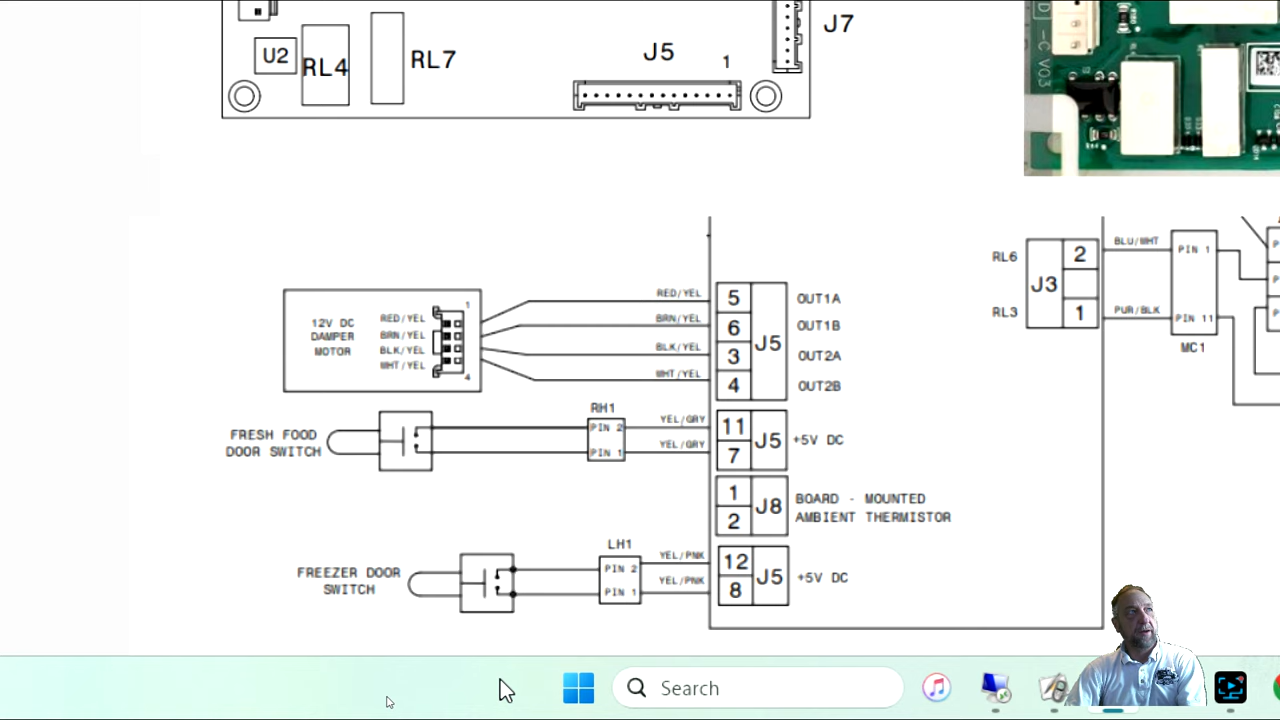 J7
U2
RL4
RL7
J5
1
D
-C V03
RED/YEL
BRN/YEL
BLK/YEL
WHT/YEL
12V DC
DAMPER
MOTOR
RED/YEL
BRN/YEL
BLK/YEL
WHT/YEL
1
4
5
6
3
4
J5
OUT1A
OUT1B
OUT2A
OUT2B
FRESH FOOD
DOOR SWITCH
RH1
PIN 2
PIN 1
YEL/GRY
YEL/GRY
11
7
J5
+5V DC
1
2
J8
BOARD - MOUNTED
AMBIENT THERMISTOR
FREEZER DOOR
SWITCH
LH1
PIN 2
PIN 1
YEL/PNK
YEL/PNK
12
8
J5
+5V DC
RL6
RL3
J3
2
1
BLU/WHT
PUR/BLK
PIN 1
PIN 11
MC1
Search